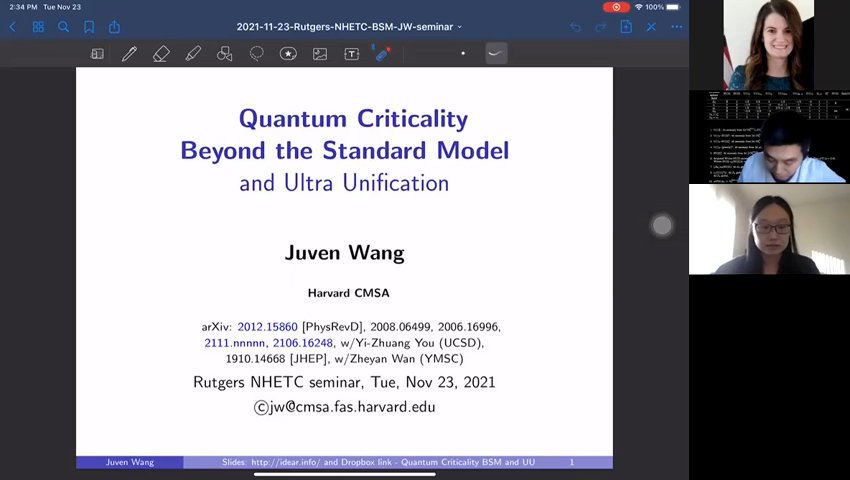 2:34 PM Tue Nov 23
100%
2021-11-23-Rutgers-NHETC-BSM-JW-seminar
Quantum Criticality
Beyond the Standard Model
and Ultra Unification
Juven Wang
Harvard CMSA
arXiv: 2012.15860 [PhysRevD], 2008.06499, 2006.16996,
2111.nnnnn, 2106.16248, w/Yi-Zhuang You (UCSD),
1910.14668 [JHEP], w/Zheyan Wan (YMSC)
Rutgers NHETC seminar, Tue, Nov 23, 2021
©jw@cmsa.fas.harvard.edu
Juven Wang Slides: http://idear.info/ and Dropbox link - Quantum Criticality BSM and UU 1